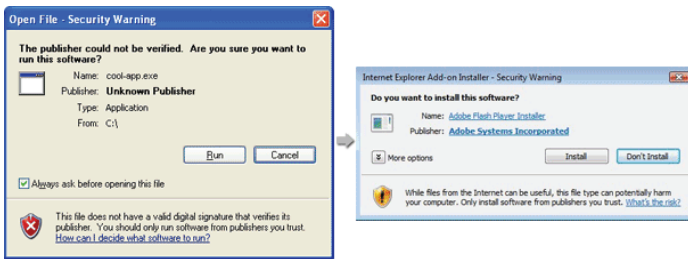 Open File - Security Warning
The publisher could not be verified. Are you sure you want to
run this software?
Name: cool-app.exe
Publisher: Unknown Publisher
Type: Application
From: C:\
Run Cancel
Always ask before opening this file
This file does not have a valid digital signature that verifies its
publisher. You should only run software from publishers you trust.
How can I decide what software to run?
Internet Explorer Add-on Installer - Security Warning
Do you want to install this software?
Name: Adobe Flash Player Installer
Publisher: Adobe Systems Incorporated
More options Install Don't Install
While files from the Internet can be useful, this file type can potentially harm
your computer. Only install software from publishers you trust. What's the risk?